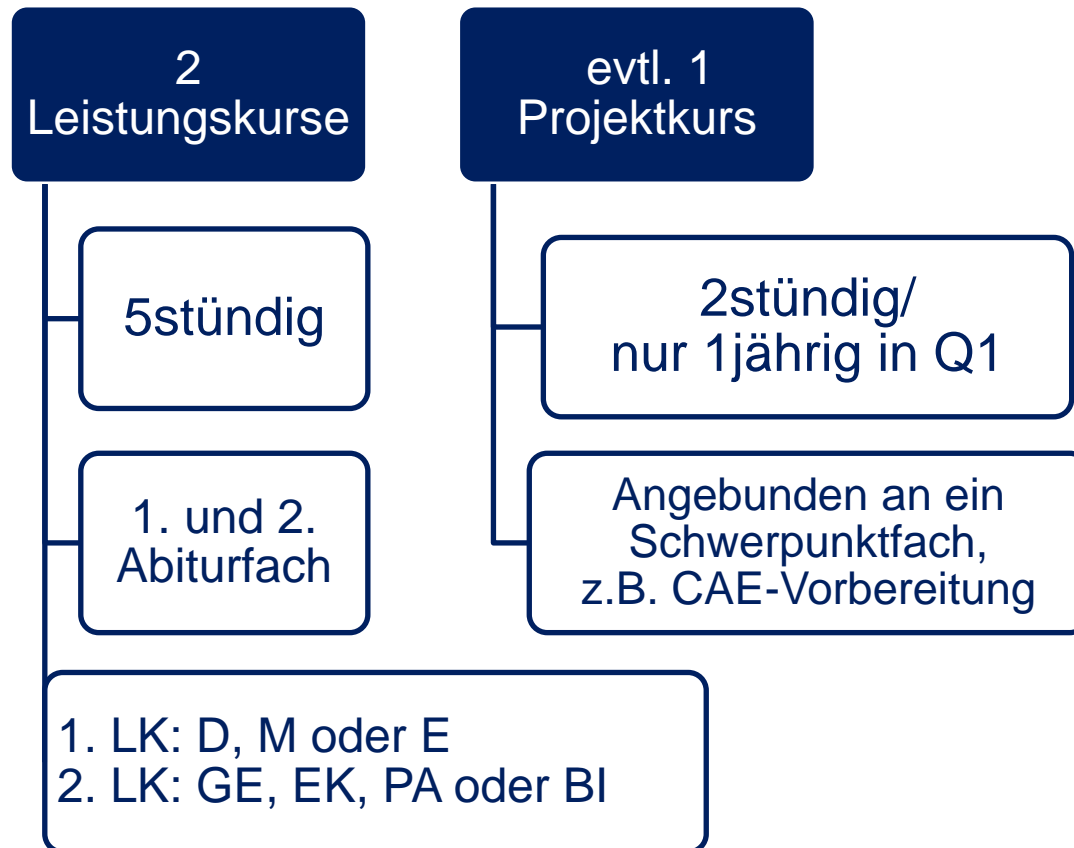 2
Leistungskurse
5stündig
1. und 2.
Abiturfach
1. LK: D, M oder E
2. LK: GE, EK, PA oder BI
evtl. 1
Projektkurs
2stündig/
nur 1jährig in Q1
Angebunden an ein
Schwerpunktfach,
z.B. CAE-Vorbereitung